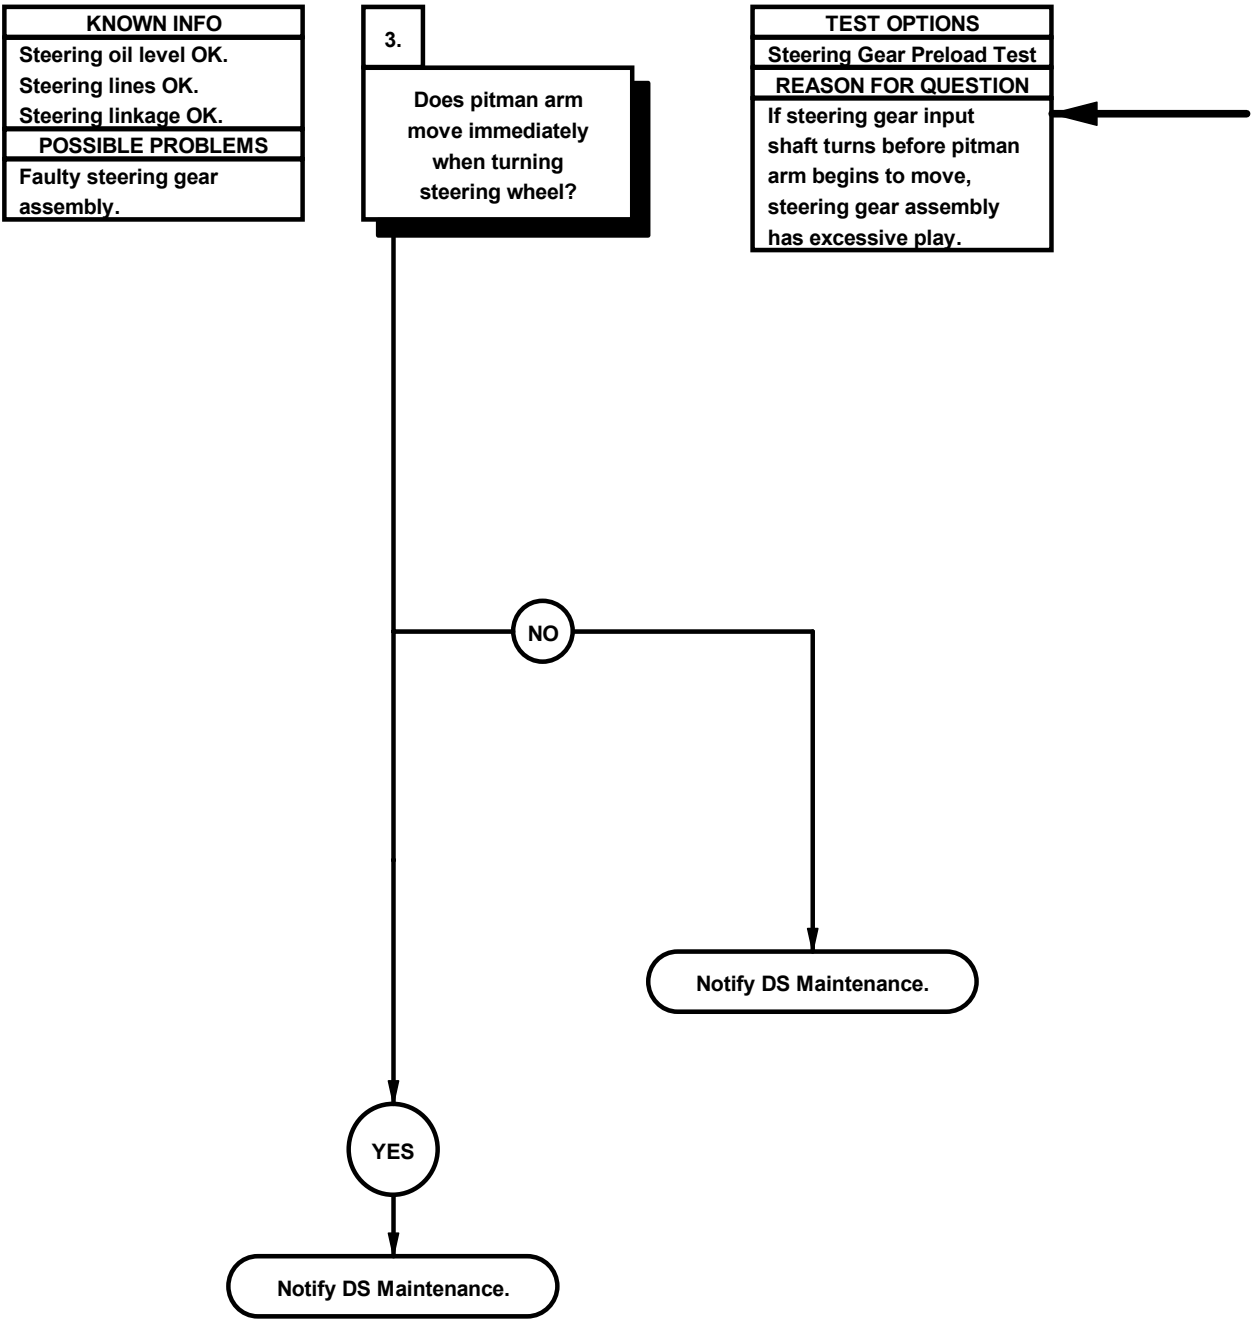 KNOWN INFO
Steering oil level OK.
Steering lines OK.
Steering linkage OK.
POSSIBLE PROBLEMS
Faulty steering gear
assembly.
3.
Does pitman arm
move immediately
when turning
steering wheel?
TEST OPTIONS
Steering Gear Preload Test
REASON FOR QUESTION
If steering gear input
shaft turns before pitman
arm begins to move,
steering gear assembly
has excessive play.
NO
Notify DS Maintenance.
YES
Notify DS Maintenance.